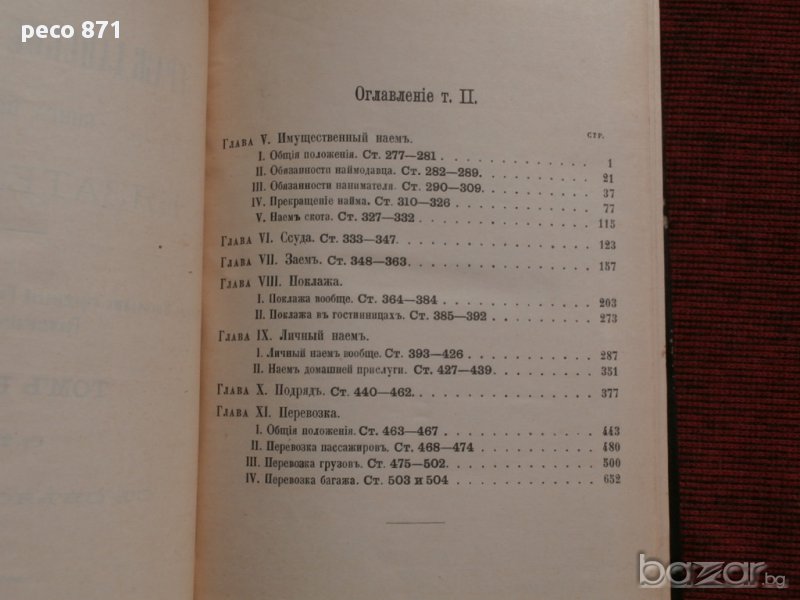 peco 871
Оглавленіе т. II.
Глава V. Имущественный наемъ. СТР.
I. Общія положенія. Ст. 277—281 . . . . . . . . . . 1
II. Обязанности наймодавца. Ст. 282—289. . . . . . . . 21
III. Обязанности нанимателя. Ст. 290—309. . . . . . . . 37
IV. Прекращеніе найма. Ст. 310—326 . . . . . . . . . 77
V. Наемъ скота. Ст. 327—332 . . . . . . . . . . . 115
Глава VI. Ссуда. Ст. 333—347. . . . . . . . . . . . 123
Глава VII. Заемъ. Ст. 348—363. . . . . . . . . . . . 157
Глава VIII. Поклажа.
I. Поклажа вообще. Ст. 364—384 . . . . . . . . . . 203
II. Поклажа въ гостинницахъ. Ст. 385—392 . . . . . . . 273
Глава IX. Личный наемъ.
I. Личный наемъ вообще. Ст. 393—426 . . . . . . . . 287
II. Наемъ домашней прислуги. Ст. 427—439. . . . . . . 351
Глава X. Подрядъ. Ст. 440—462. . . . . . . . . . . 377
Глава XI. Перевозка.
I. Общія положенія. Ст. 463—467 . . . . . . . . . . 443
II. Перевозка пассажировъ. Ст. 468—474 . . . . . . . . 480
III. Перевозка грузовъ. Ст. 475—502. . . . . . . . . . 500
IV. Перевозка багажа. Ст. 503 и 504 . . . . . . . . . 652
bazar.bg